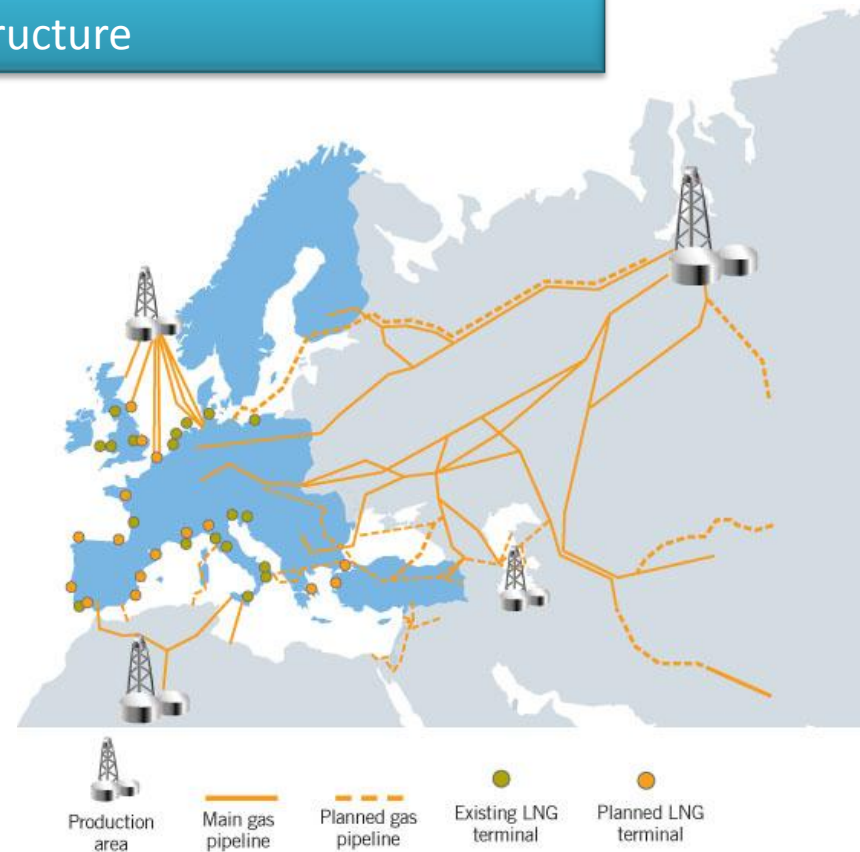 ructure
Production
area
Main gas
pipeline
Planned gas
pipeline
Existing LNG
terminal
Planned LNG
terminal